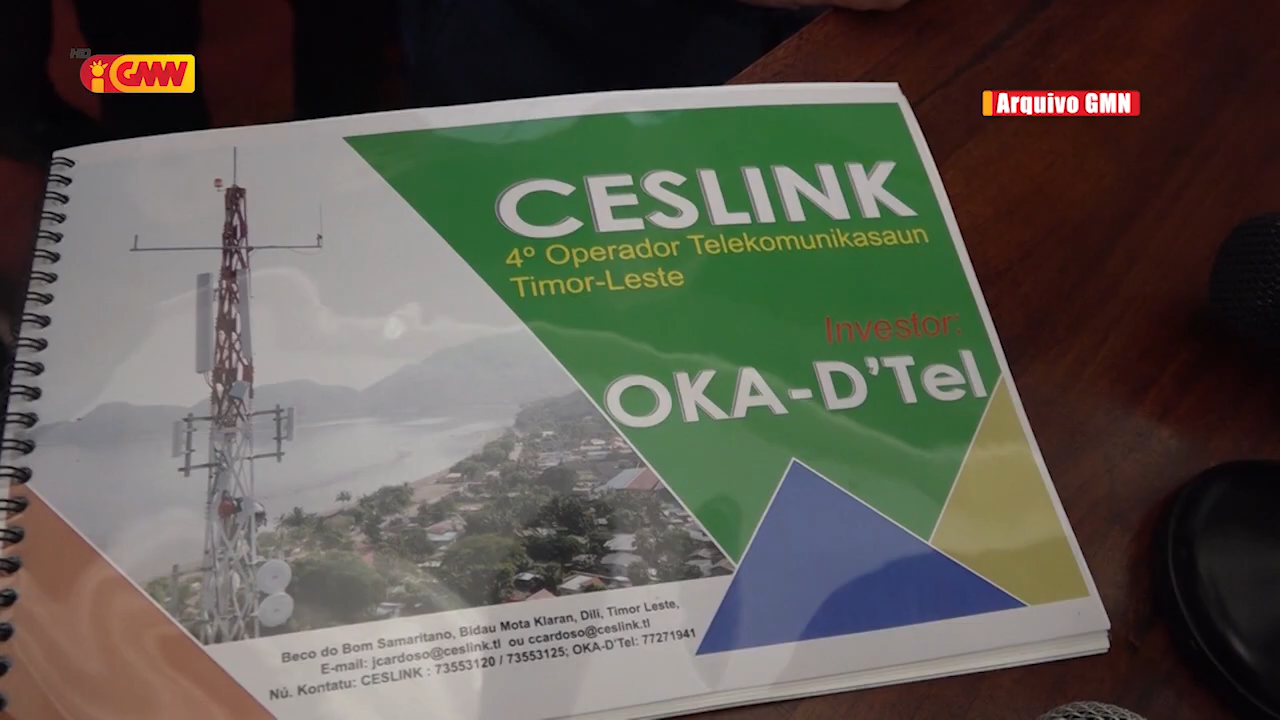 HD
GMN
Arquivo GMN
CESLINK
4º Operador Telekomunikasaun
Timor-Leste
Investor:
OKA-D'Tel
Beco do Bom Samaritano, Bidau Mota Klaran, Dili, Timor Leste,
E-mail: jcardoso@ceslink.tl ou ccardoso@ceslink.tl
Nú. Kontatu: CESLINK : 73553120 / 73553125; OKA-D'Tel: 77271941